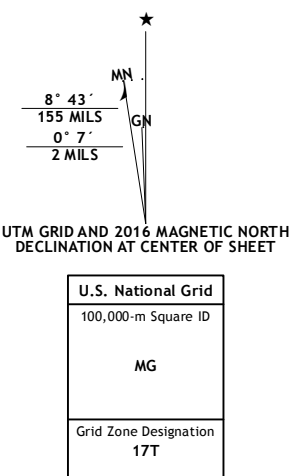 ★
MN
8° 43´
155 MILS
GN
0° 7´
2 MILS
UTM GRID AND 2016 MAGNETIC NORTH
DECLINATION AT CENTER OF SHEET
U.S. National Grid
100,000-m Square ID
MG
Grid Zone Designation
17T